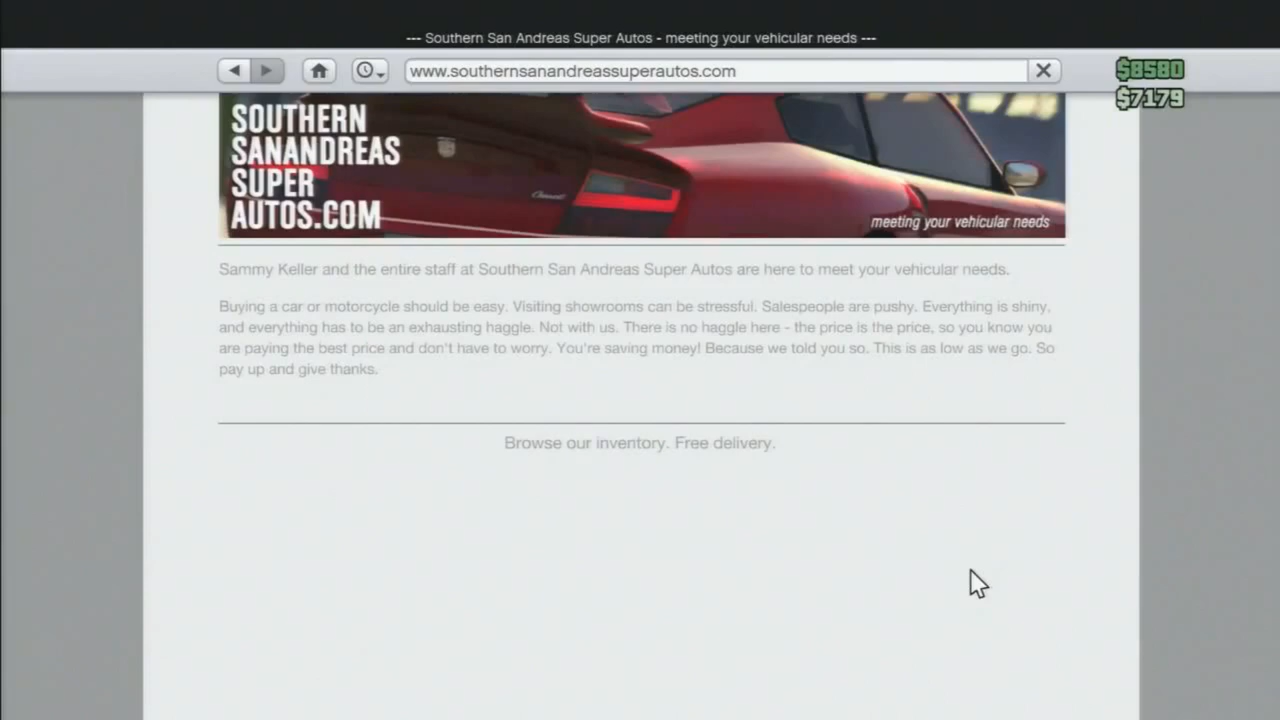 --- Southern San Andreas Super Autos - meeting your vehicular needs ---
www.southernsanandreassuperautos.com
$8580
$7179
SOUTHERN
SANANDREAS
SUPER
AUTOS.COM
meeting your vehicular needs
Sammy Keller and the entire staff at Southern San Andreas Super Autos are here to meet your vehicular needs.
Buying a car or motorcycle should be easy. Visiting showrooms can be stressful. Salespeople are pushy. Everything is shiny,
and everything has to be an exhausting haggle. Not with us. There is no haggle here - the price is the price, so you know you
are paying the best price and don't have to worry. You're saving money! Because we told you so. This is as low as we go. So
pay up and give thanks.
Browse our inventory. Free delivery.